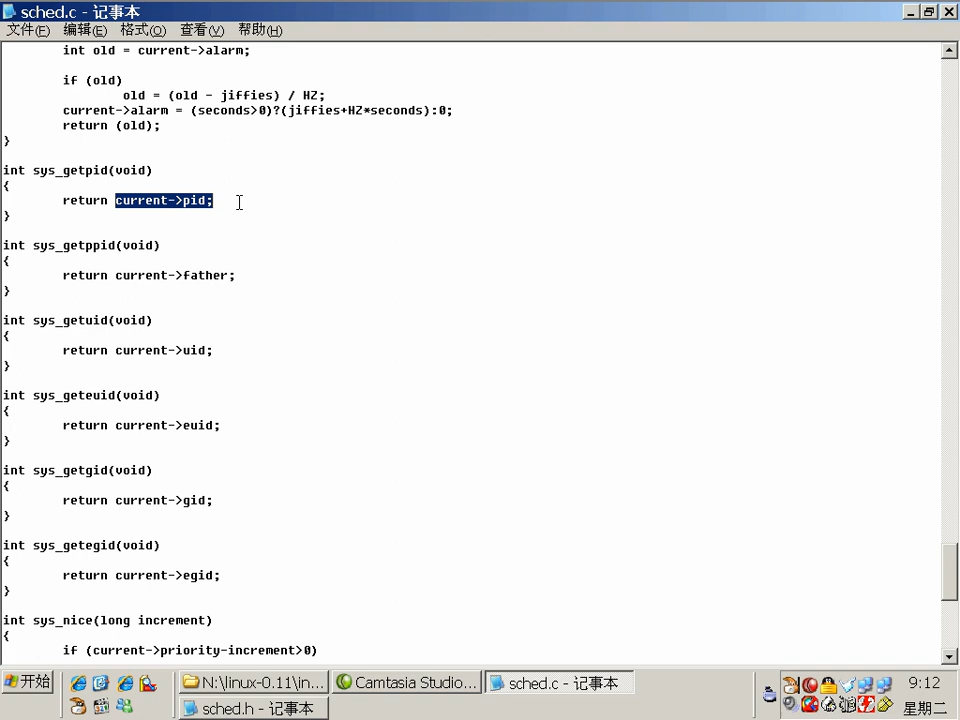 sched.c - 记事本
文件(F) 编辑(E) 格式(O) 查看(V) 帮助(H)
int old = current->alarm;
if (old)
old = (old - jiffies) / HZ;
current->alarm = (seconds>0)?(jiffies+HZ*seconds):0;
return (old);
}
int sys_getpid(void)
{
return current->pid;
}
int sys_getppid(void)
{
return current->father;
}
int sys_getuid(void)
{
return current->uid;
}
int sys_geteuid(void)
{
return current->euid;
}
int sys_getgid(void)
{
return current->gid;
}
int sys_getegid(void)
{
return current->egid;
}
int sys_nice(long increment)
{
if (current->priority-increment>0)
开始 N:\linux-0.11\in... Camtasia Studio... sched.c - 记事本 9:12
sched.h - 记事本 星期二